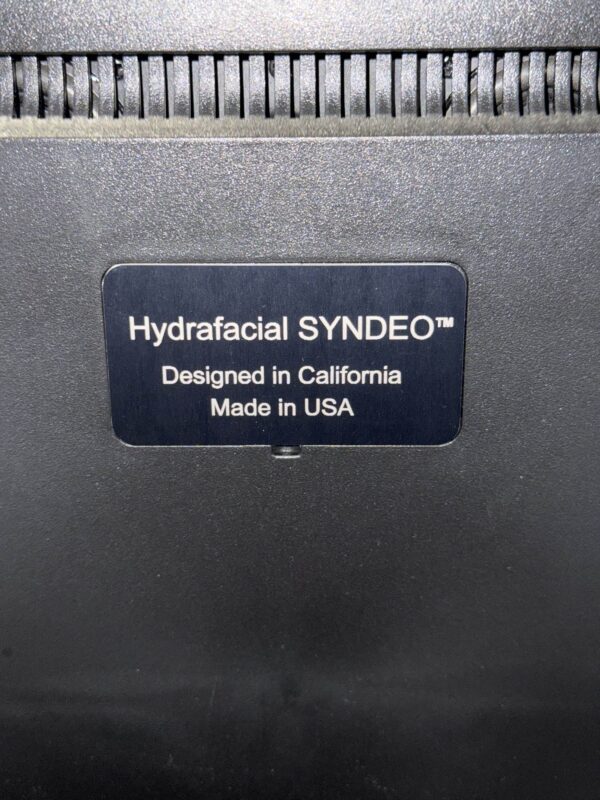 Hydrafacial SYNDEO™
Designed in California
Made in USA